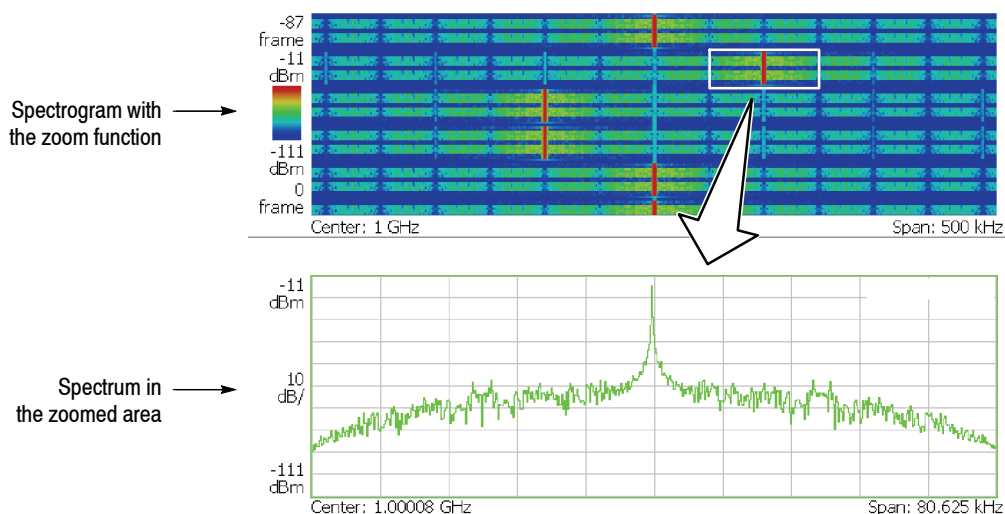 -87
frame
-11
dBm
-111
dBm
0
frame
Spectrogram with
the zoom function
Center: 1 GHz
Span: 500 kHz
-11
dBm
10
dB/
-111
dBm
Spectrum in
the zoomed area
Center: 1.00008 GHz
Span: 80.625 kHz